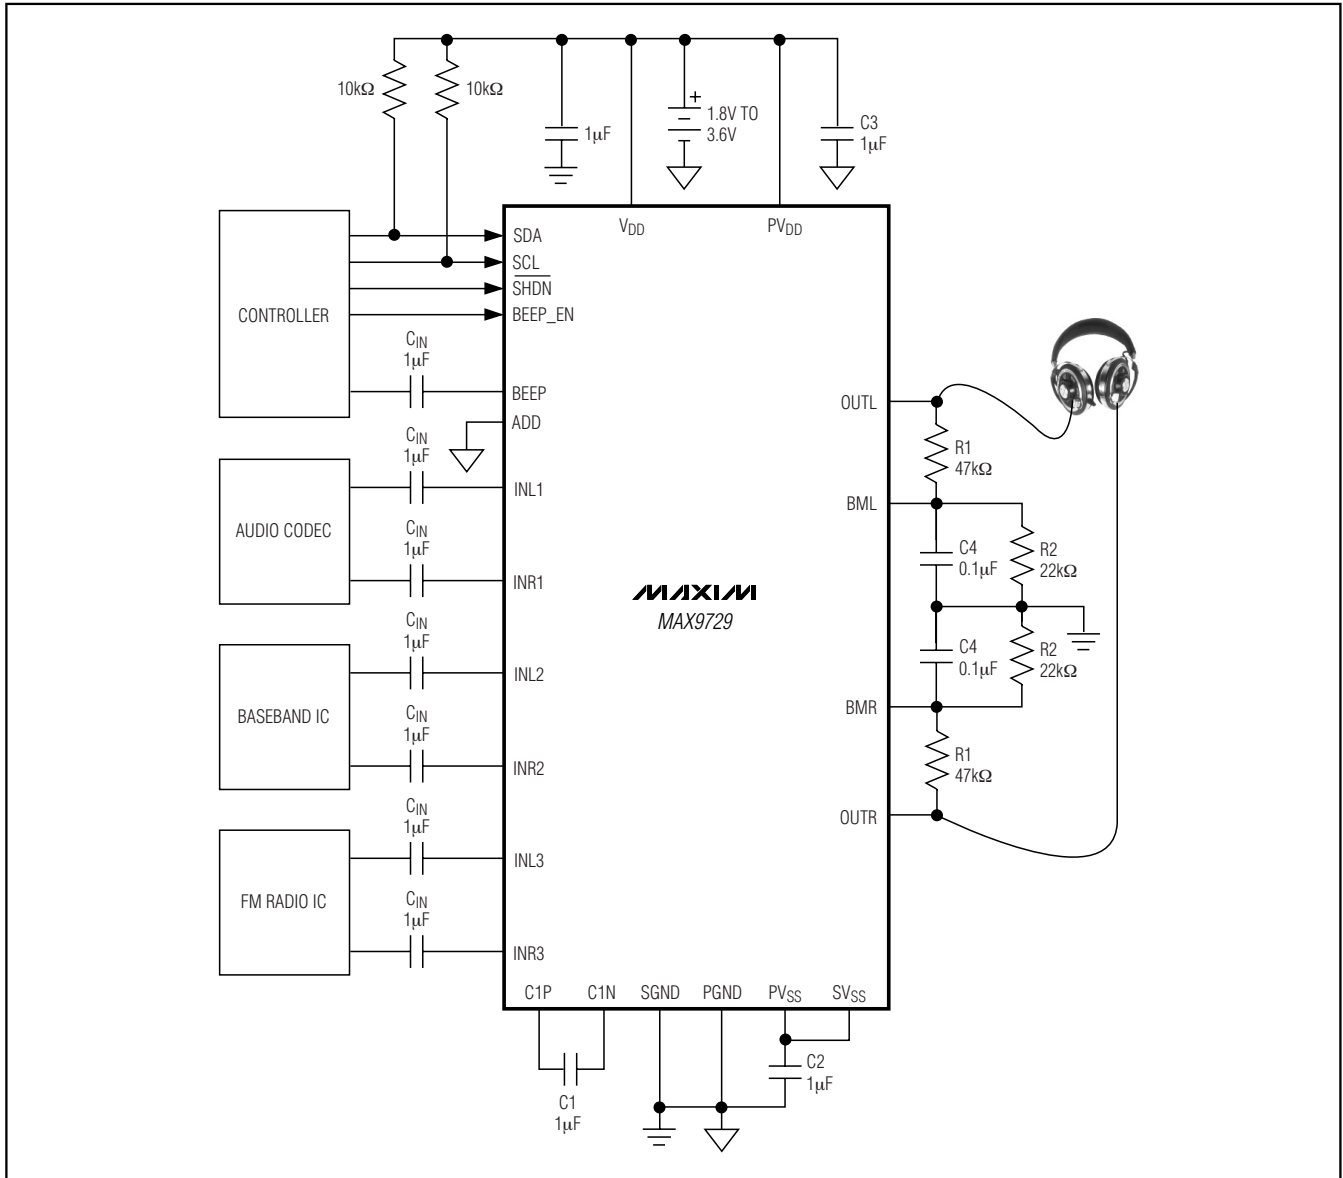 10kΩ
10kΩ
1µF
+
1.8V TO
3.6V
C3
1µF
CONTROLLER
SDA
SCL
SHDN
BEEP_EN
VDD
PVDD
CIN
1µF
BEEP
ADD
CIN
1µF
INL1
AUDIO CODEC
CIN
1µF
INR1
CIN
1µF
INL2
BASEBAND IC
CIN
1µF
INR2
CIN
1µF
INL3
FM RADIO IC
CIN
1µF
INR3
MAXIM
MAX9729
OUTL
R1
47kΩ
BML
C4
0.1µF
R2
22kΩ
C4
0.1µF
R2
22kΩ
BMR
R1
47kΩ
OUTR
C1P
C1N
SGND
PGND
PVSS
SVSS
C1
1µF
C2
1µF